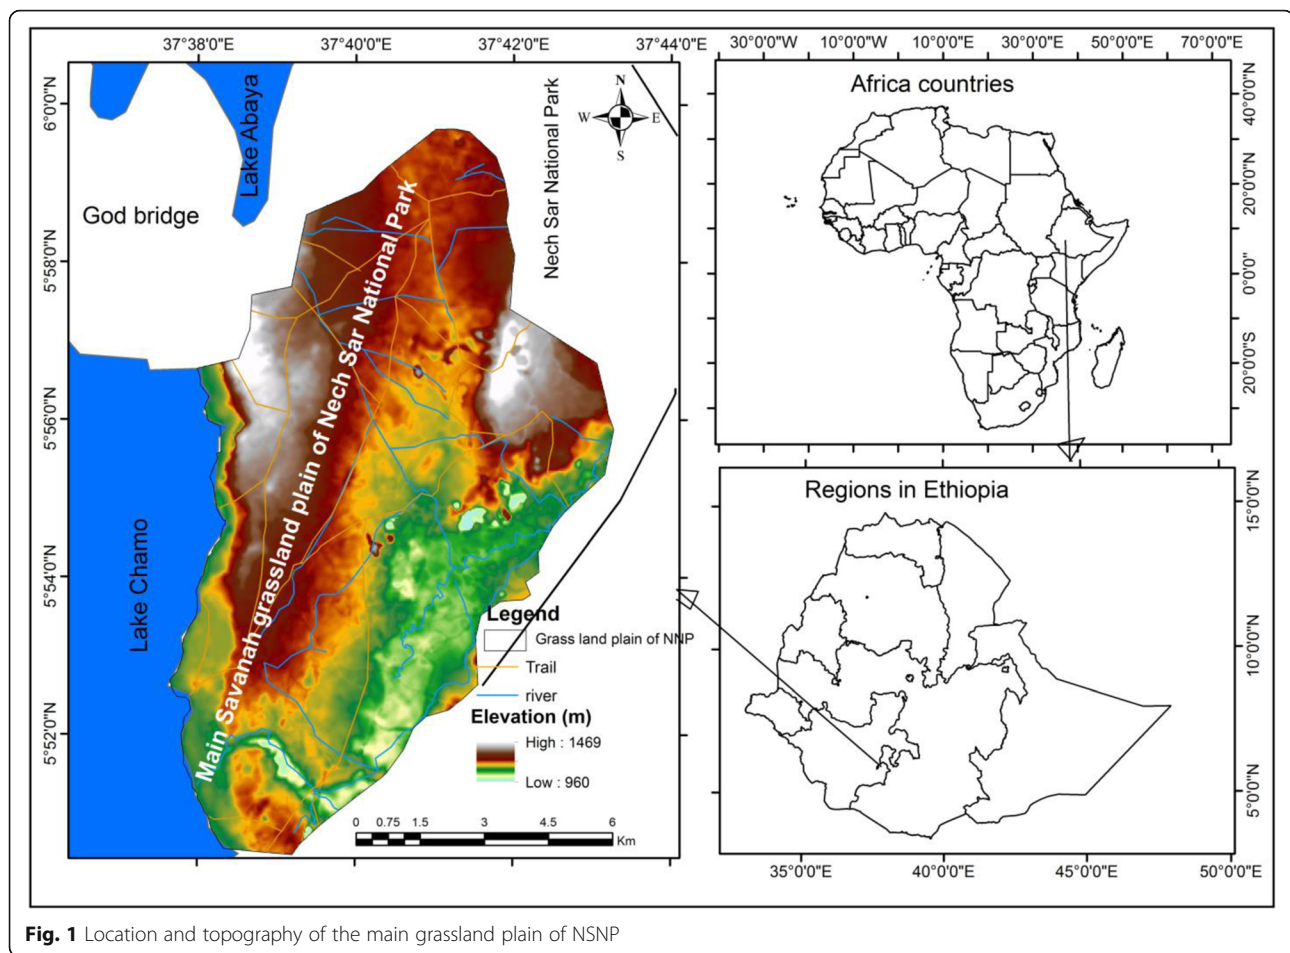 37°38'0"E 37°40'0"E 37°42'0"E 37°44'0"E
6°0'0"N
5°58'0"N
5°56'0"N
5°54'0"N
5°52'0"N
Lake Abaya
God bridge
Nech Sar National Park
N
W E
S
Main Savanah grassland plain of Nech Sar National Park
Lake Chamo
Legend
Grass land plain of NNP
Trail
river
Elevation (m)
High : 1469
Low : 960
0 0.75 1.5 3 4.5 6
Km
30°0'0"W 10°0'0"W 10°0'0"E 30°0'0"E 50°0'0"E 70°0'0"E
Africa countries
40°0'0"N
20°0'0"N
0°0'0"
20°0'0"S
Regions in Ethiopia
15°0'0"N
10°0'0"N
5°0'0"N
35°0'0"E 40°0'0"E 45°0'0"E 50°0'0"E
Fig. 1 Location and topography of the main grassland plain of NSNP